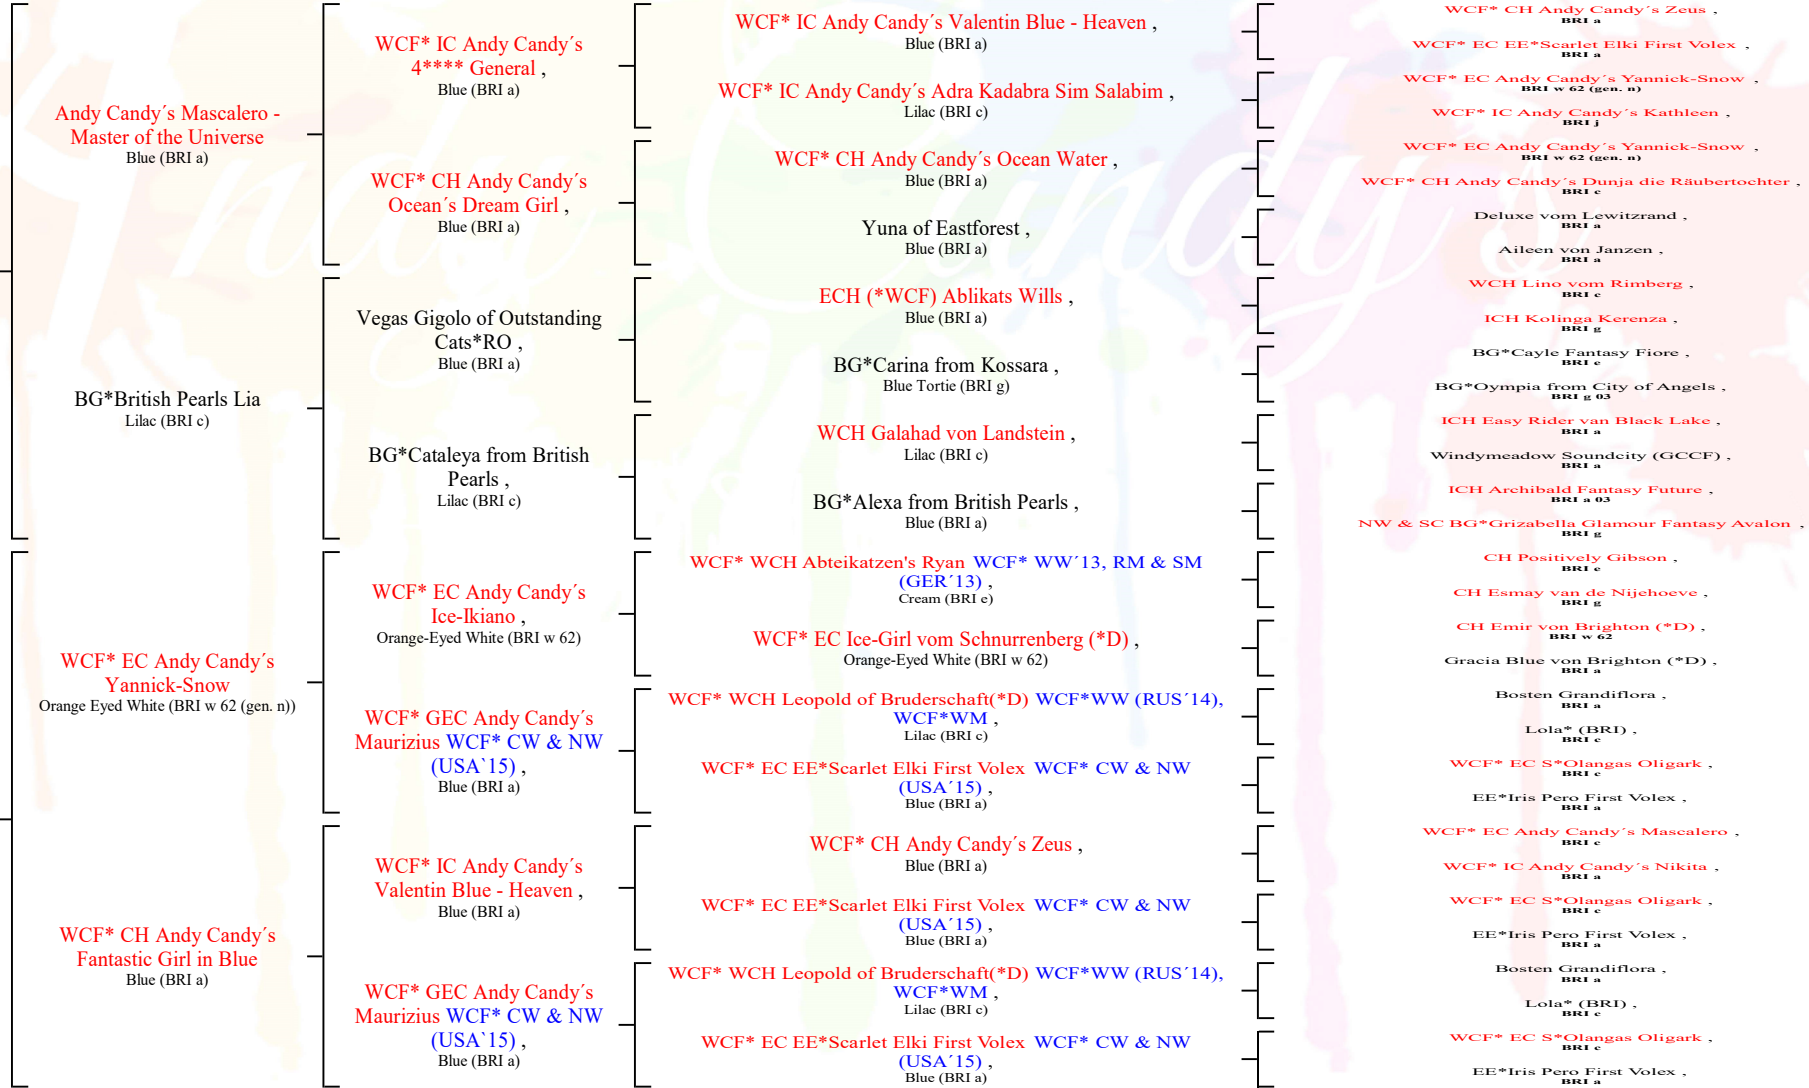 Andy Candy´s Mascalero -
Master of the Universe
Blue (BRI a)
BG*British Pearls Lia
Lilac (BRI c)
WCF* EC Andy Candy´s
Yannick-Snow
Orange Eyed White (BRI w 62 (gen. n))
WCF* CH Andy Candy´s
Fantastic Girl in Blue
Blue (BRI a)
WCF* IC Andy Candy´s
4**** General ,
Blue (BRI a)
WCF* CH Andy Candy´s
Ocean´s Dream Girl ,
Blue (BRI a)
Vegas Gigolo of Outstanding
Cats*RO ,
Blue (BRI a)
BG*Cataleya from British
Pearls ,
Lilac (BRI c)
WCF* EC Andy Candy´s
Ice-Ikiano ,
Orange-Eyed White (BRI w 62)
WCF* GEC Andy Candy´s
Maurizius WCF* CW & NW
(USA`15) ,
Blue (BRI a)
WCF* IC Andy Candy´s
Valentin Blue - Heaven ,
Blue (BRI a)
WCF* GEC Andy Candy´s
Maurizius WCF* CW & NW
(USA`15) ,
Blue (BRI a)
WCF* IC Andy Candy´s Valentin Blue - Heaven ,
Blue (BRI a)
WCF* IC Andy Candy´s Adra Kadabra Sim Salabim ,
Lilac (BRI c)
WCF* CH Andy Candy´s Ocean Water ,
Blue (BRI a)
Yuna of Eastforest ,
Blue (BRI a)
ECH (*WCF) Ablikats Wills ,
Blue (BRI a)
BG*Carina from Kossara ,
Blue Tortie (BRI g)
WCH Galahad von Landstein ,
Lilac (BRI c)
BG*Alexa from British Pearls ,
Blue (BRI a)
WCF* WCH Abteikatzen's Ryan WCF* WW´13, RM & SM
(GER´13) ,
Cream (BRI e)
WCF* EC Ice-Girl vom Schnurrenberg (*D) ,
Orange-Eyed White (BRI w 62)
WCF* WCH Leopold of Bruderschaft(*D) WCF*WW (RUS´14),
WCF*WM ,
Lilac (BRI c)
WCF* EC EE*Scarlet Elki First Volex WCF* CW & NW
(USA´15) ,
Blue (BRI a)
WCF* CH Andy Candy´s Zeus ,
Blue (BRI a)
WCF* EC EE*Scarlet Elki First Volex WCF* CW & NW
(USA´15) ,
Blue (BRI a)
WCF* WCH Leopold of Bruderschaft(*D) WCF*WW (RUS´14),
WCF*WM ,
Lilac (BRI c)
WCF* EC EE*Scarlet Elki First Volex WCF* CW & NW
(USA´15) ,
Blue (BRI a)
WCF* CH Andy Candy´s Zeus ,
BRI a
WCF* EC EE*Scarlet Elki First Volex ,
BRI a
WCF* EC Andy Candy´s Yannick-Snow ,
BRI w 62 (gen. n)
WCF* IC Andy Candy´s Kathleen ,
BRI j
WCF* EC Andy Candy´s Yannick-Snow ,
BRI w 62 (gen. n)
WCF* CH Andy Candy´s Dunja die Räubertochter ,
BRI c
Deluxe vom Lewitzrand ,
BRI a
Aileen von Janzen ,
BRI a
WCH Lino vom Rimberg ,
BRI c
ICH Kolinga Kerenza ,
BRI g
BG*Cayle Fantasy Fiore ,
BRI e
BG*Oympia from City of Angels ,
BRI g 03
ICH Easy Rider van Black Lake ,
BRI a
Windymeadow Soundcity (GCCF) ,
BRI a
ICH Archibald Fantasy Future ,
BRI a 03
NW & SC BG*Grizabella Glamour Fantasy Avalon ,
BRI g
CH Positively Gibson ,
BRI e
CH Esmay van de Nijehoeve ,
BRI g
CH Emir von Brighton (*D) ,
BRI w 62
Gracia Blue von Brighton (*D) ,
BRI a
Bosten Grandiflora ,
BRI a
Lola* (BRI) ,
BRI c
WCF* EC S*Olangas Oligark ,
BRI c
EE*Iris Pero First Volex ,
BRI a
WCF* EC Andy Candy´s Mascalero ,
BRI c
WCF* IC Andy Candy´s Nikita ,
BRI a
WCF* EC S*Olangas Oligark ,
BRI c
EE*Iris Pero First Volex ,
BRI a
Bosten Grandiflora ,
BRI a
Lola* (BRI) ,
BRI c
WCF* EC S*Olangas Oligark ,
BRI c
EE*Iris Pero First Volex ,
BRI a
Andy Candy's